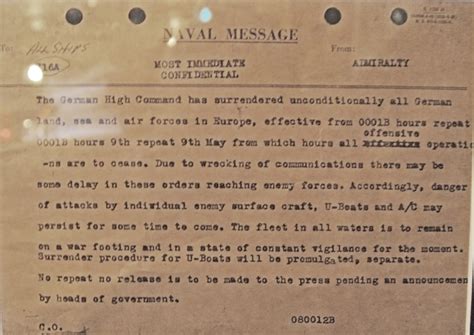 NAVAL MESSAGE
To: All Ships From:
716A MOST IMMEDIATE ADMIRALTY
CONFIDENTIAL
The German High Command has surrendered unconditionally all German
land, sea and air forces in Europe, effective from 0001B hours repeat
offensive
0001B hours 9th repeat 9th May from which hours all operati
-ns are to cease. Due to wrecking of communications there may be
some delay in these orders reaching enemy forces. Accordingly, danger
of attacks by individual enemy surface craft, U-Boats and A/C may
persist for some time to come. The fleet in all waters is to remain
on a war footing and in a state of constant vigilance for the moment.
Surrender procedure for U-Boats will be promulgated, separate.
No repeat no release is to be made to the press pending an announcemen
by heads of government.
C.O. 080012B